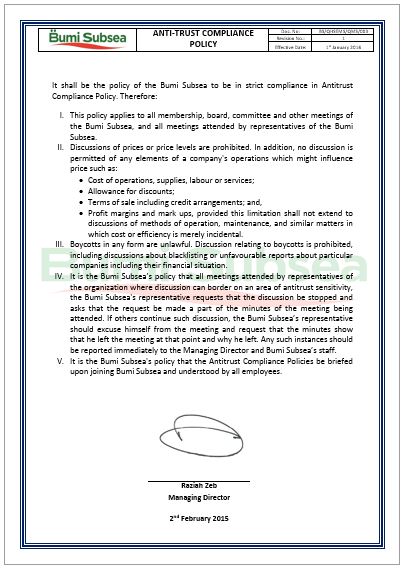 Bumi Subsea
ANTI-TRUST COMPLIANCE
POLICY
Doc. No:
Revision No.:
1
Effective Date:
1st January 2016
It shall be the policy of the Bumi Subsea to be in strict compliance in Antitrust
Compliance Policy. Therefore:
I. This policy applies to all membership, board, committee and other meetings of
the Bumi Subsea, and all meetings attended by representatives of the Bumi
Subsea.
II. Discussions of prices or price levels are prohibited. In addition, no discussion is
permitted of any elements of a company's operations which might influence
price such as:
• Cost of operations, supplies, labour or services;
• Allowance for discounts;
• Terms of sale including credit arrangements; and,
• Profit margins and mark ups, provided this limitation shall not extend to
discussions of methods of operation, maintenance, and similar matters in
which cost or efficiency is merely incidental.
III. Boycotts in any form are unlawful. Discussion relating to boycotts is prohibited,
including discussions about blacklisting or unfavourable reports about particular
companies including their financial situation.
IV. It is the Bumi Subsea's policy that all meetings attended by representatives of
the organization where discussion can border on an area of antitrust sensitivity,
the Bumi Subsea's representative requests that the discussion be stopped and
asks that the request be made a part of the minutes of the meeting being
attended. If others continue such discussion, the Bumi Subsea's representative
should excuse himself from the meeting and request that the minutes show
that he left the meeting at that point and why he left. Any such instances should
be reported immediately to the Managing Director and Bumi Subsea's staff.
V. It is the Bumi Subsea's policy that the Antitrust Compliance Policies be briefed
upon joining Bumi Subsea and understood by all employees.
Bumi Subsea
Raziah Zeb
Managing Director
2nd February 2015